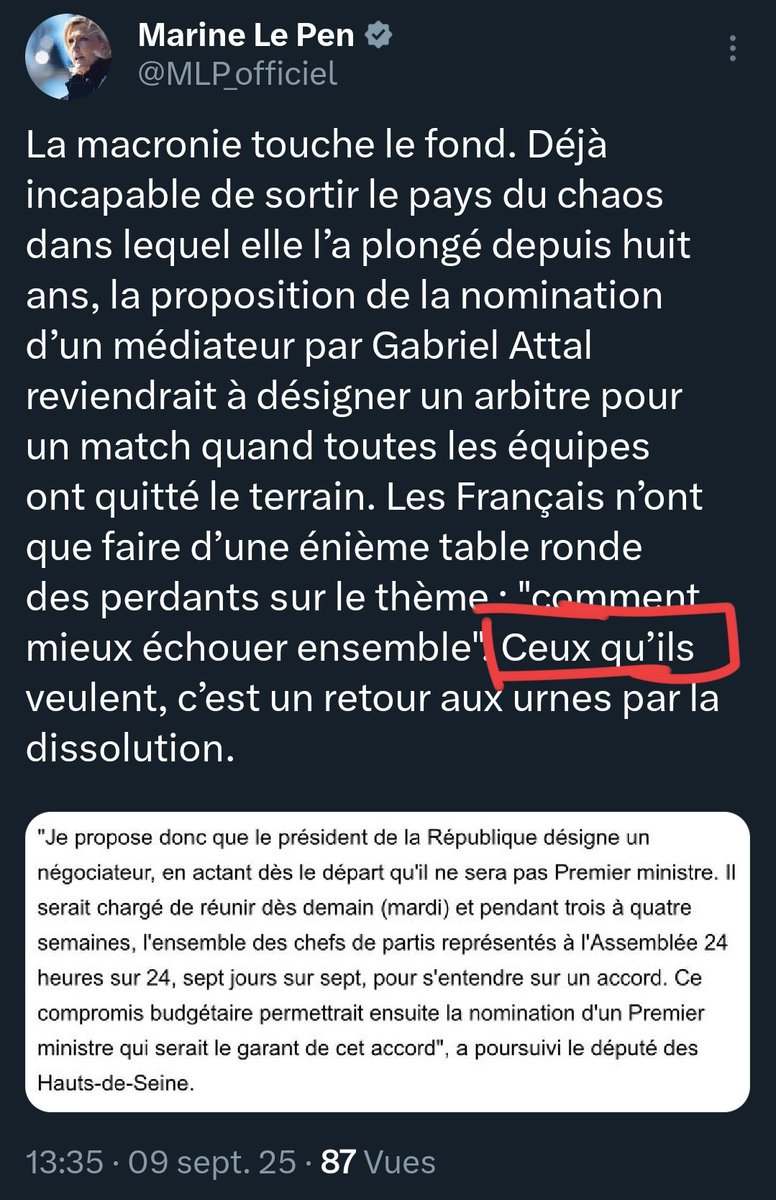 Marine Le Pen
@MLP_officiel
La macronie touche le fond. Déjà
incapable de sortir le pays du chaos
dans lequel elle l’a plongé depuis huit
ans, la proposition de la nomination
d’un médiateur par Gabriel Attal
reviendrait à désigner un arbitre pour
un match quand toutes les équipes
ont quitté le terrain. Les Français n’ont
que faire d’une énième table ronde
des perdants sur le thème : "comment
mieux échouer ensemble". Ceux qu’ils
veulent, c’est un retour aux urnes par la
dissolution.
"Je propose donc que le président de la République désigne un
négociateur, en actant dès le départ qu'il ne sera pas Premier ministre. Il
serait chargé de réunir dès demain (mardi) et pendant trois à quatre
semaines, l'ensemble des chefs de partis représentés à l'Assemblée 24
heures sur 24, sept jours sur sept, pour s'entendre sur un accord. Ce
compromis budgétaire permettrait ensuite la nomination d'un Premier
ministre qui serait le garant de cet accord", a poursuivi le député des
Hauts-de-Seine.
13:35 · 09 sept. 25 · 87 Vues